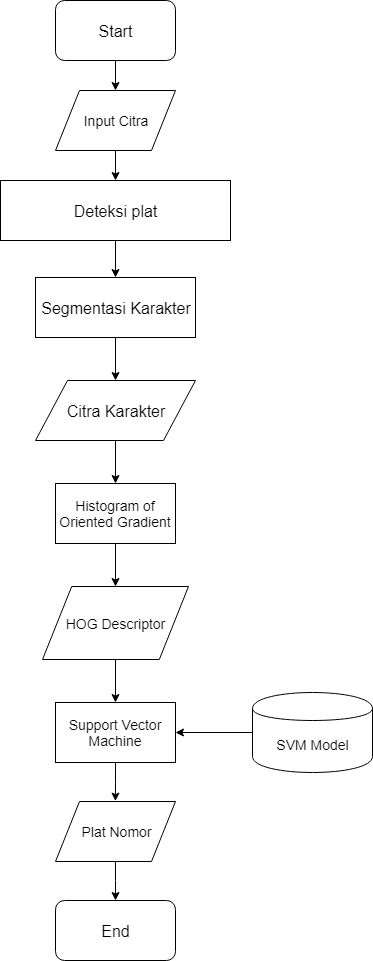 Start
Input Citra
Deteksi plat
Segmentasi Karakter
Citra Karakter
Histogram of
Oriented Gradient
HOG Descriptor
Support Vector
Machine
SVM Model
Plat Nomor
End